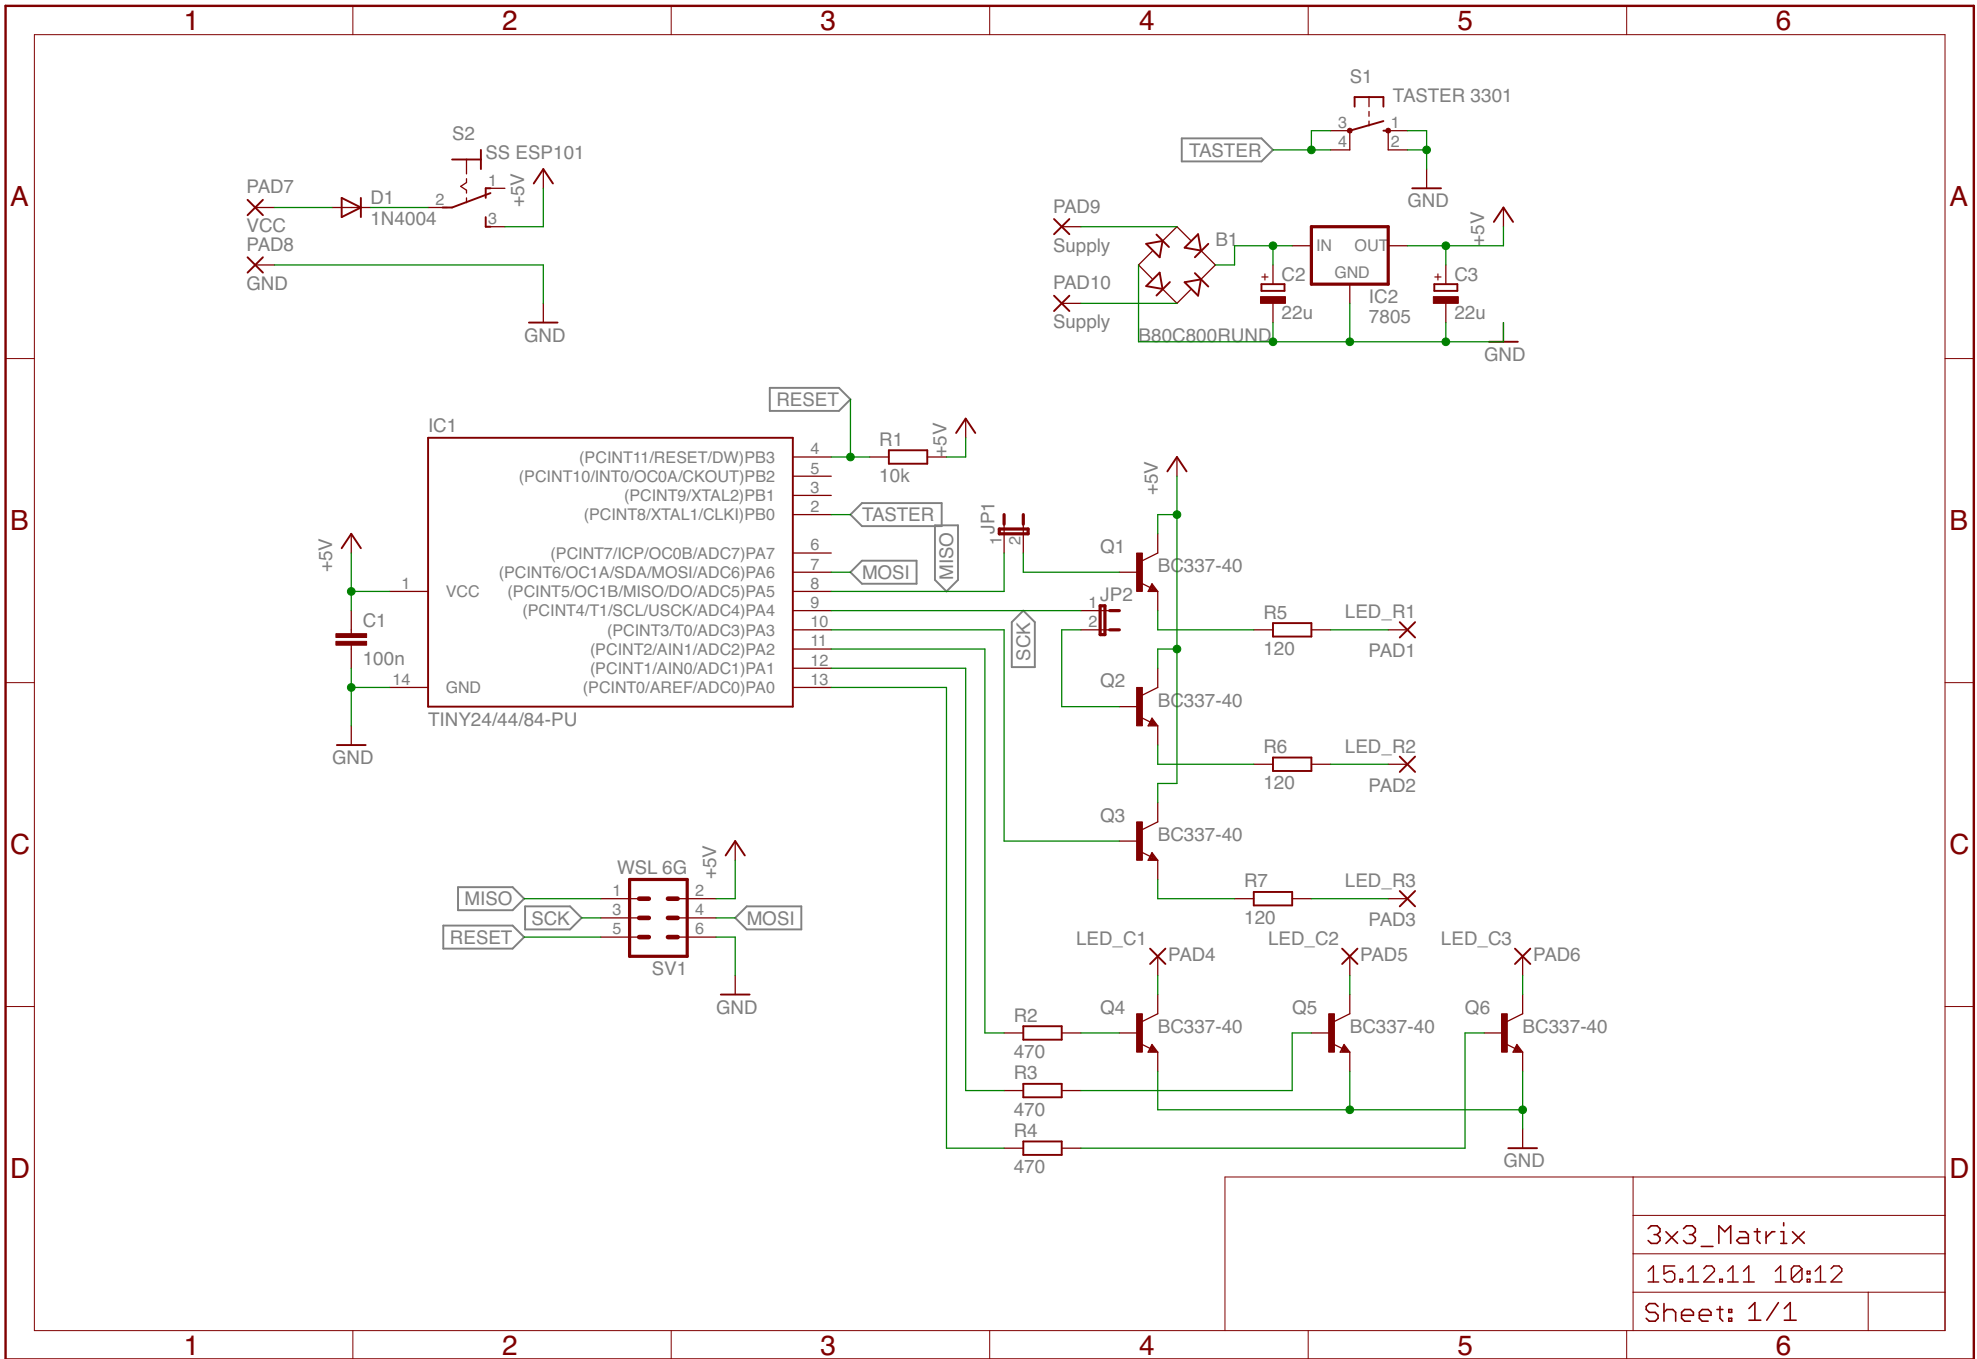 1 2 3 4 5 6
A
A
B
B
C
C
D
D
S2
SS ESP101
PAD7
VCC
D1
1N4004
2
1
3
+5V
PAD8
GND
GND
S1
TASTER 3301
TASTER
3
4
1
2
GND
PAD9
Supply
PAD10
Supply
B1
B80C800RUND
+
C2
22u
IN
OUT
GND
IC2
7805
+
C3
22u
+5V
GND
IC1
RESET
(PCINT11/RESET/DW)PB3 4
(PCINT10/INT0/OC0A/CKOUT)PB2 5
(PCINT9/XTAL2)PB1 3
(PCINT8/XTAL1/CLKI)PB0 2
(PCINT7/ICP/OC0B/ADC7)PA7 6
(PCINT6/OC1A/SDA/MOSI/ADC6)PA6 7
(PCINT5/OC1B/MISO/DO/ADC5)PA5 8
(PCINT4/T1/SCL/USCK/ADC4)PA4 9
(PCINT3/T0/ADC3)PA3 10
(PCINT2/AIN1/ADC2)PA2 11
(PCINT1/AIN0/ADC1)PA1 12
(PCINT0/AREF/ADC0)PA0 13
1 VCC
14 GND
TINY24/44/84-PU
+5V
C1
100n
GND
R1
10k
+5V
TASTER
MOSI
MISO
SCK
JP1
1
2
JP2
1
2
+5V
Q1
BC337-40
R5
120
LED_R1
PAD1
Q2
BC337-40
R6
120
LED_R2
PAD2
Q3
BC337-40
R7
120
LED_R3
PAD3
WSL 6G
+5V
MISO
SCK
RESET
1
3
5
2
4
6
MOSI
SV1
GND
LED_C1
PAD4
LED_C2
PAD5
LED_C3
PAD6
Q4
BC337-40
Q5
BC337-40
Q6
BC337-40
R2
470
R3
470
R4
470
GND
3x3_Matrix
15.12.11 10:12
Sheet: 1/1
1 2 3 4 5 6